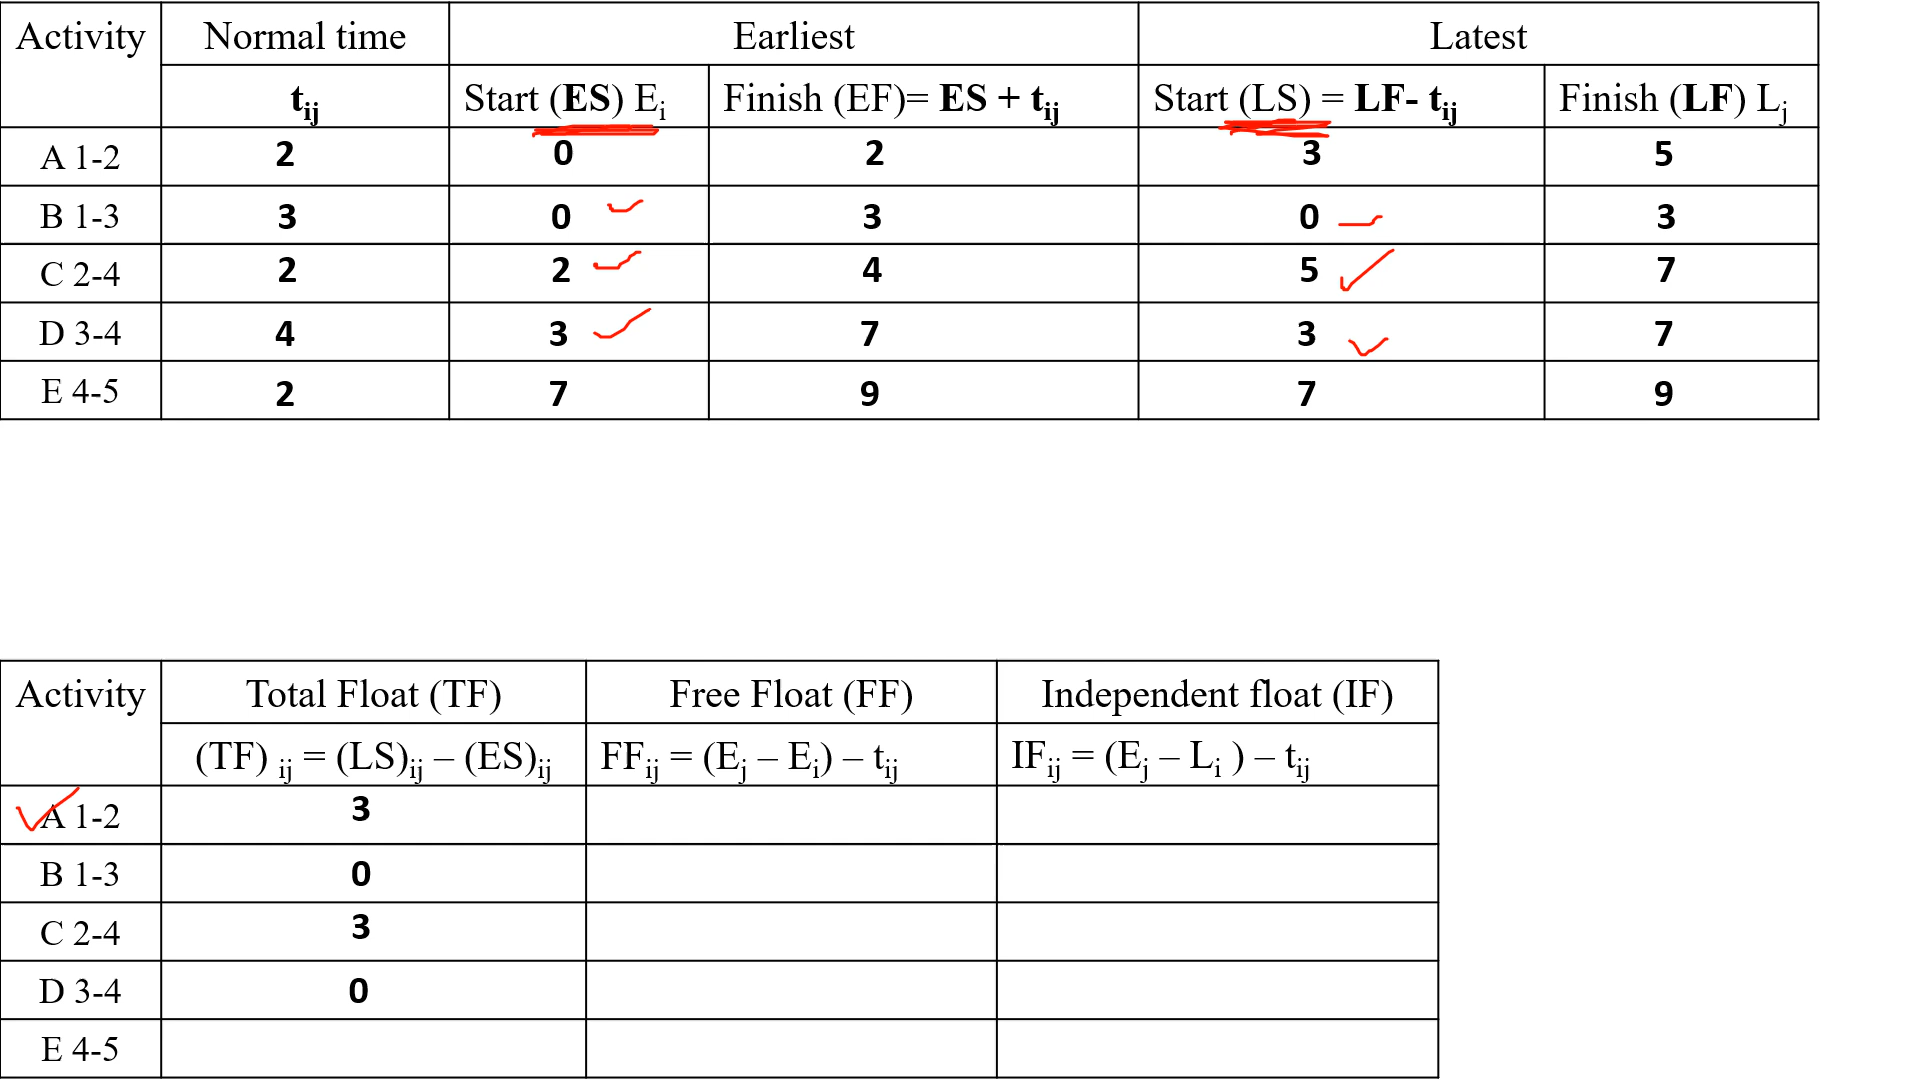 Activity Normal time Earliest Latest
tij Start (ES) Ei Finish (EF)= ES + tij Start (LS) = LF- tij Finish (LF) Lj
A 1-2 2 0 2 3 5
B 1-3 3 0 3 0 3
C 2-4 2 2 4 5 7
D 3-4 4 3 7 3 7
E 4-5 2 7 9 7 9
Activity Total Float (TF) Free Float (FF) Independent float (IF)
(TF) ij = (LS)ij – (ES)ij FFij = (Ej – Ei) – tij IFij = (Ej – Li ) – tij
A 1-2 3
B 1-3 0
C 2-4 3
D 3-4 0
E 4-5